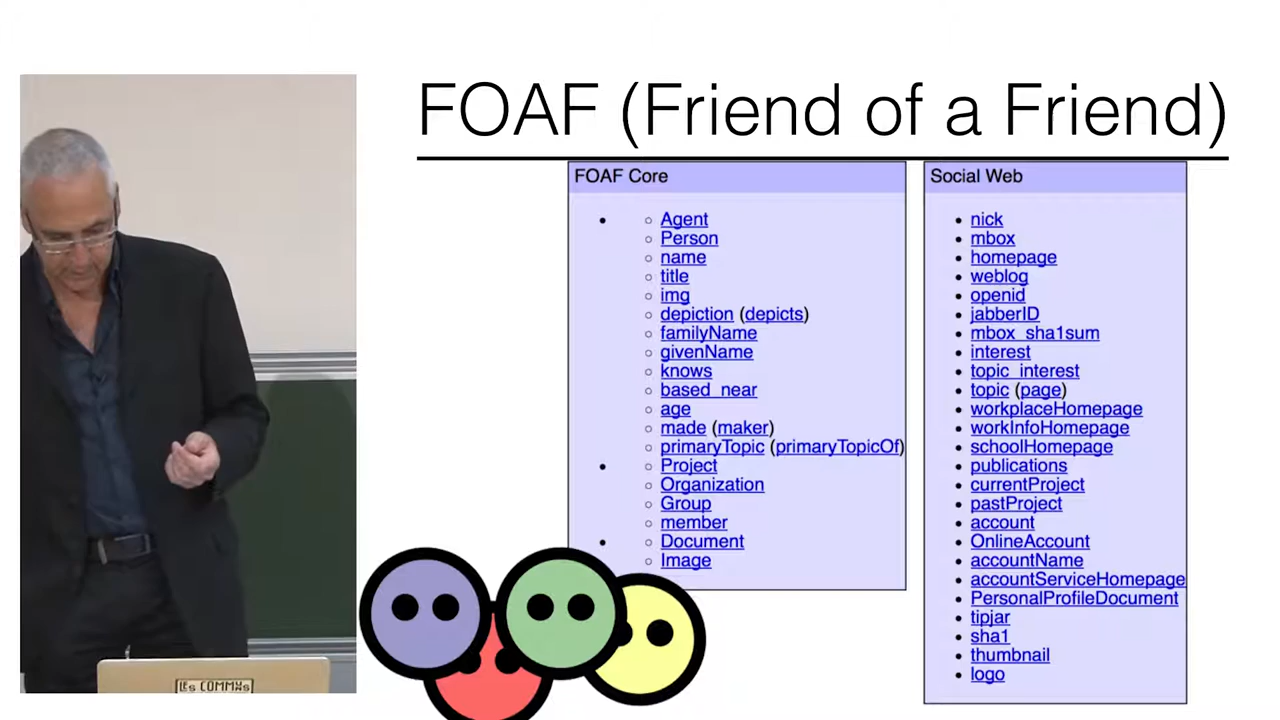 FOAF (Friend of a Friend)
FOAF Core
Agent
Person
name
title
img
depiction (depicts)
familyName
givenName
knows
based_near
age
made (maker)
primaryTopic (primaryTopicOf)
Project
Organization
Group
member
Document
Image
Social Web
nick
mbox
homepage
weblog
openid
jabberID
mbox_sha1sum
interest
topic_interest
topic (page)
workplaceHomepage
workInfoHomepage
schoolHomepage
publications
currentProject
pastProject
account
OnlineAccount
accountName
accountServiceHomepage
PersonalProfileDocument
tipjar
sha1
thumbnail
logo